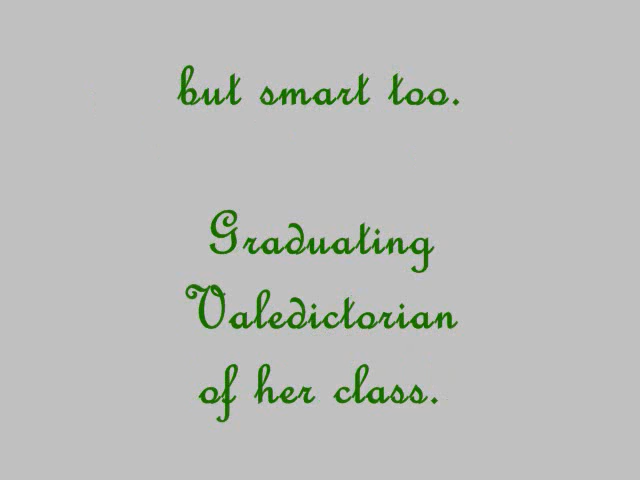 but smart too.
Graduating
Valedictorian
of her class.